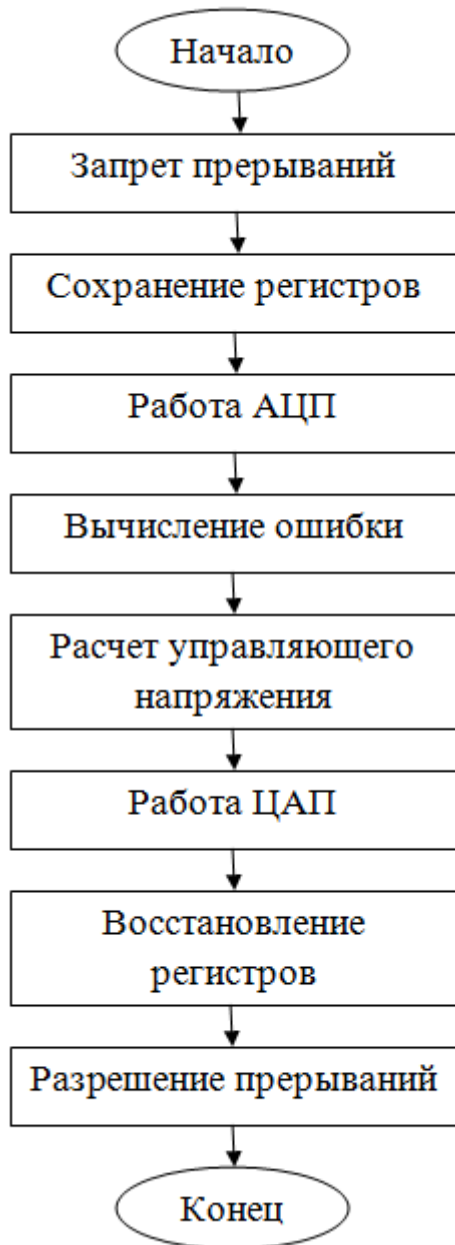 Начало
Запрет прерываний
Сохранение регистров
Работа АЦП
Вычисление ошибки
Расчет управляющего
напряжения
Работа ЦАП
Восстановление
регистров
Разрешение прерываний
Конец